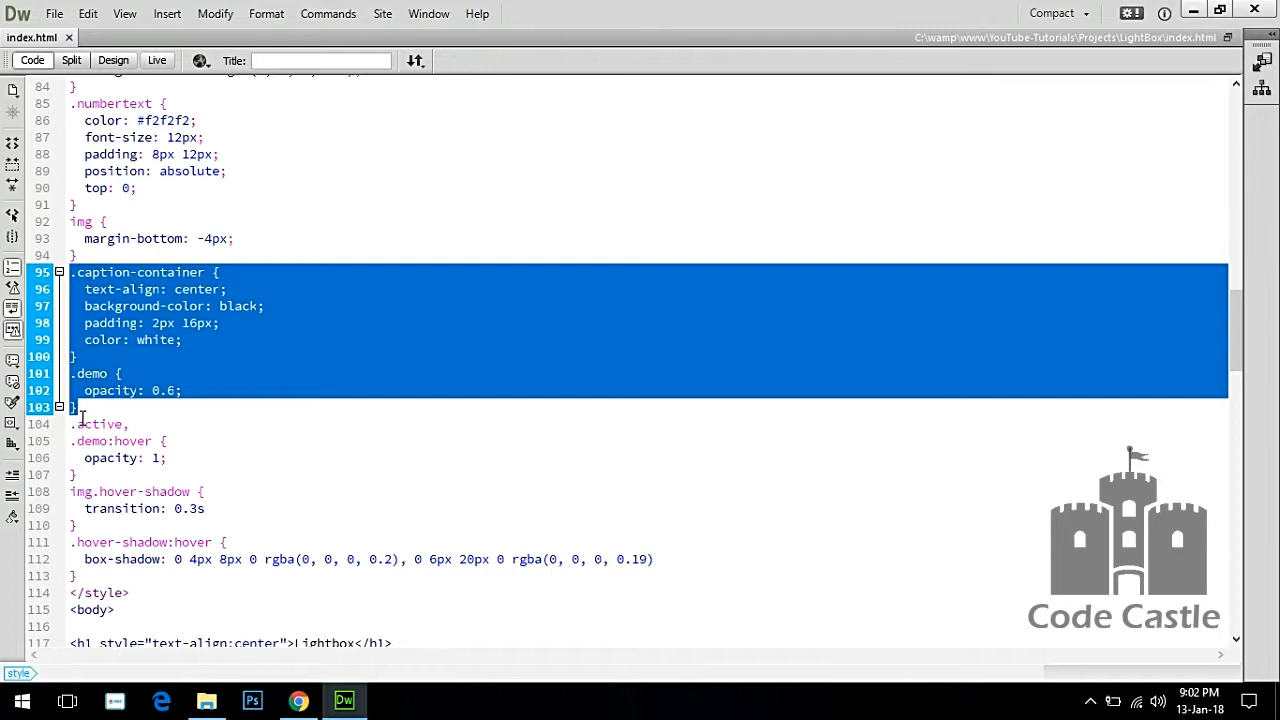 Dw File Edit View Insert Modify Format Commands Site Window Help Compact
index.html × C:\wamp\www\YouTube-Tutorials\Projects\LightBox\index.html
Code Split Design Live Title:
84 }
85 .numbertext {
86 color: #f2f2f2;
87 font-size: 12px;
88 padding: 8px 12px;
89 position: absolute;
90 top: 0;
91 }
92 img {
93 margin-bottom: -4px;
94 }
95 .caption-container {
96 text-align: center;
97 background-color: black;
98 padding: 2px 16px;
99 color: white;
100 }
101 .demo {
102 opacity: 0.6;
103 }
104 .active,
105 .demo:hover {
106 opacity: 1;
107 }
108 img.hover-shadow {
109 transition: 0.3s
110 }
111 .hover-shadow:hover {
112 box-shadow: 0 4px 8px 0 rgba(0, 0, 0, 0.2), 0 6px 20px 0 rgba(0, 0, 0, 0.19)
113 }
114 </style>
115 <body>
116
117 <h1 style="text-align:center">Lightbox</h1>
Code Castle
style
Ps Dw
9:02 PM
13-Jan-18